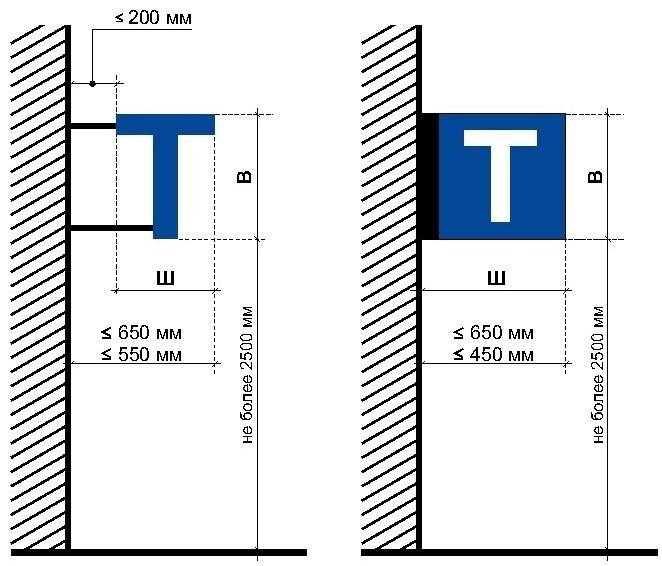 ≤ 200 мм
Т
В
Ш
≤ 650 мм
≤ 550 мм
не более 2500 мм
Т
В
Ш
≤ 650 мм
≤ 450 мм
не более 2500 мм